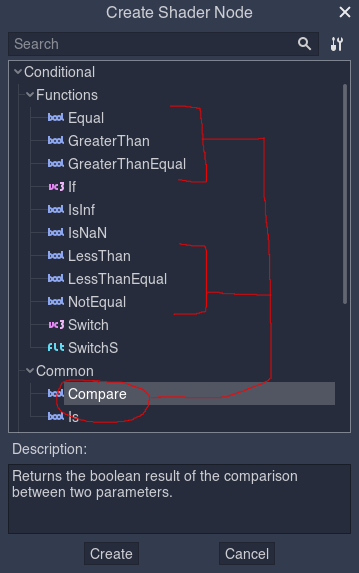 Create Shader Node
Search
Conditional
Functions
bool Equal
bool GreaterThan
bool GreaterThanEqual
vc3 If
bool IsInf
bool IsNaN
bool LessThan
bool LessThanEqual
bool NotEqual
vc3 Switch
flt SwitchS
Common
bool Compare
bool Is
Description:
Returns the boolean result of the comparison
between two parameters.
Create Cancel